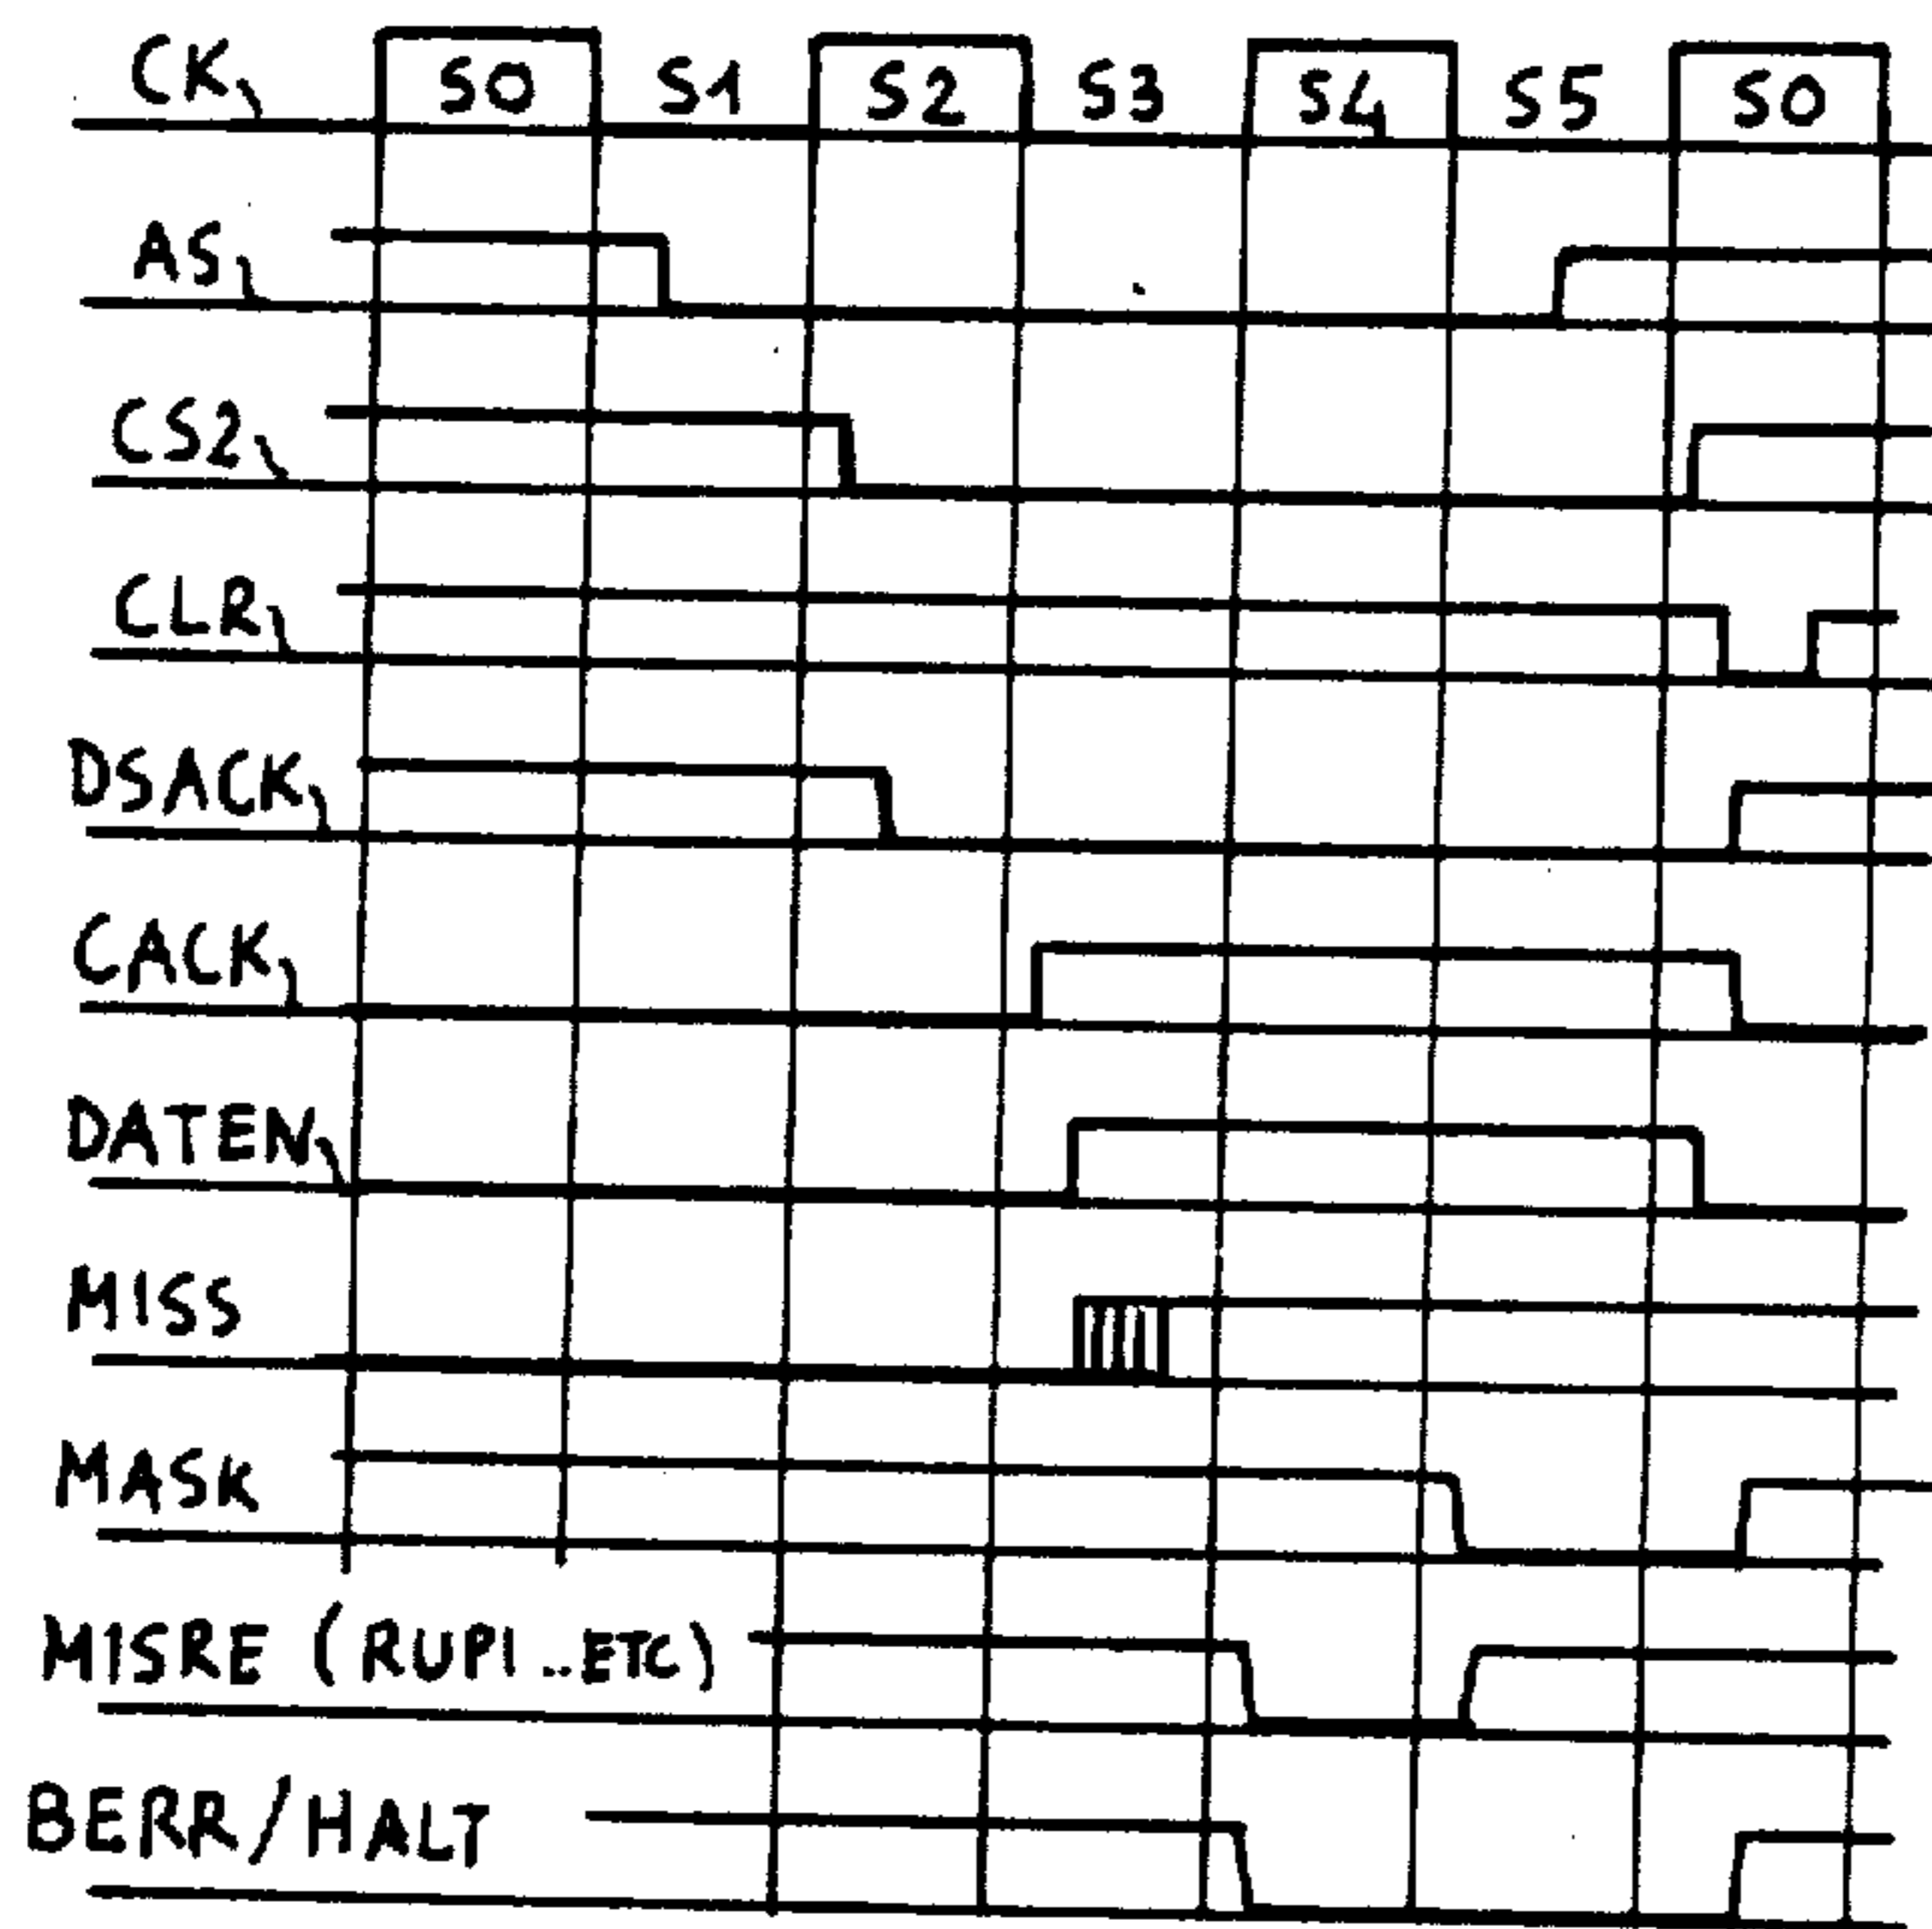 CK S0 S1 S2 S3 S4 S5 S0
AS
CS2
CLR
DSACK
CACK
DATEN
MISS
MASK
MISRE (RUPI..ETC)
BERR/HALT